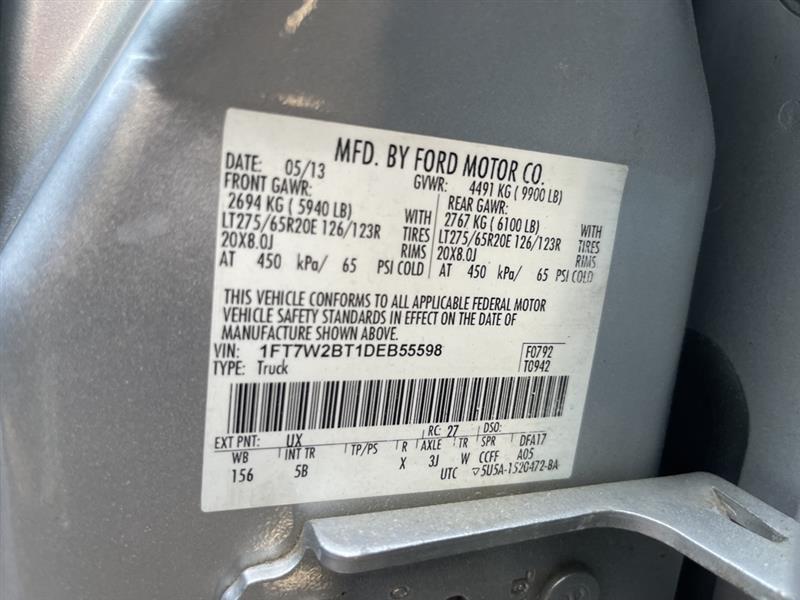 MFD. BY FORD MOTOR CO.
DATE: 05/13 GVWR: 4491 KG ( 9900 LB)
FRONT GAWR: REAR GAWR:
2694 KG ( 5940 LB) WITH 2767 KG ( 6100 LB) WITH
LT275/65R20E 126/123R TIRES LT275/65R20E 126/123R TIRES
20X8.0J RIMS 20X8.0J RIMS
AT 450 kPa/ 65 PSI COLD AT 450 kPa/ 65 PSI COLD
THIS VEHICLE CONFORMS TO ALL APPLICABLE FEDERAL MOTOR
VEHICLE SAFETY STANDARDS IN EFFECT ON THE DATE OF
MANUFACTURE SHOWN ABOVE.
VIN: 1FT7W2BT1DEB55598 F0792
TYPE: Truck T0942
EXT PNT: UX RC: 27 DSO:
WB INT TR TP/PS R AXLE TR SPR DFA17
156 5B X 3J W CCFF A05
UTC ▽5U5A-1520472-BA